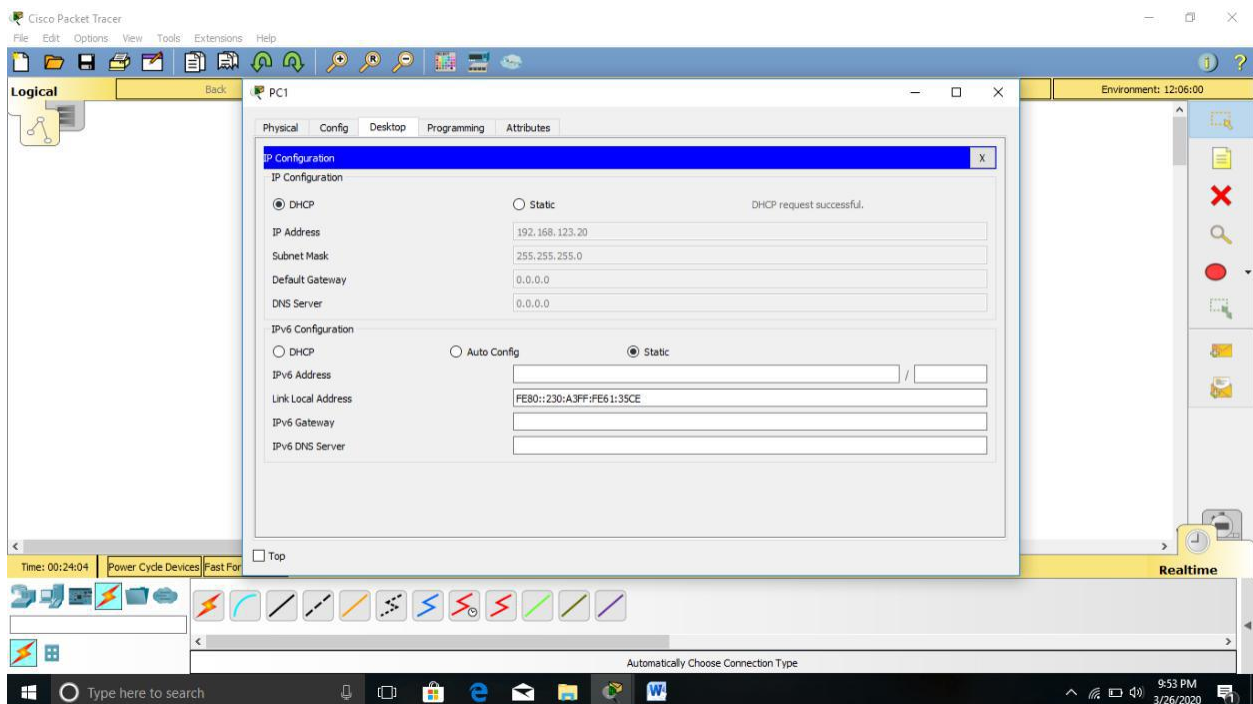 Cisco Packet Tracer
File Edit Options View Tools Extensions Help
Logical
Back
Environment: 12:06:00
PC1
Physical Config Desktop Programming Attributes
IP Configuration X
IP Configuration
DHCP Static DHCP request successful.
IP Address 192.168.123.20
Subnet Mask 255.255.255.0
Default Gateway 0.0.0.0
DNS Server 0.0.0.0
IPv6 Configuration
DHCP Auto Config Static
IPv6 Address /
Link Local Address FE80::230:A3FF:FE61:35CE
IPv6 Gateway
IPv6 DNS Server
Top
Time: 00:24:04 Power Cycle Devices Fast For
Realtime
Automatically Choose Connection Type
Type here to search
9:53 PM
3/26/2020